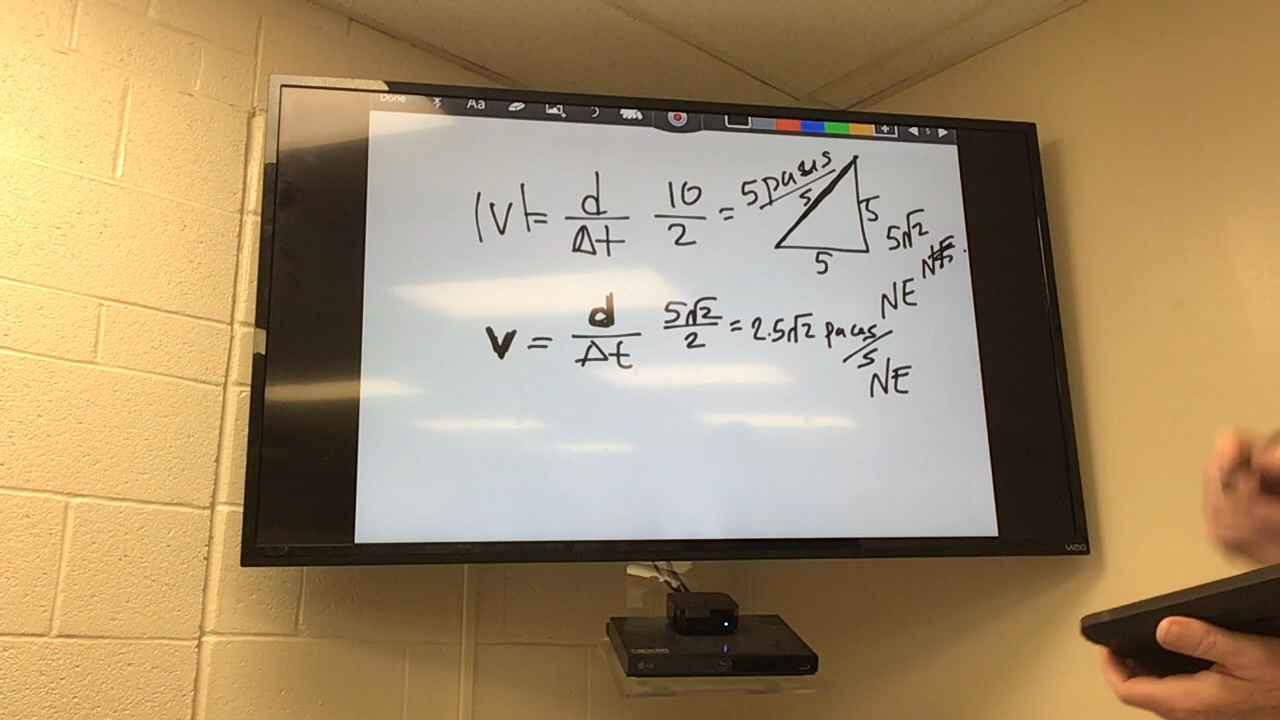 Done Aa
|V| = d/Δt 10/2 = 5 paces/s
5
5
5√2
NE
V = d/Δt 5√2/2 = 2.5√2 paces/s
NE
VIZIO
LG